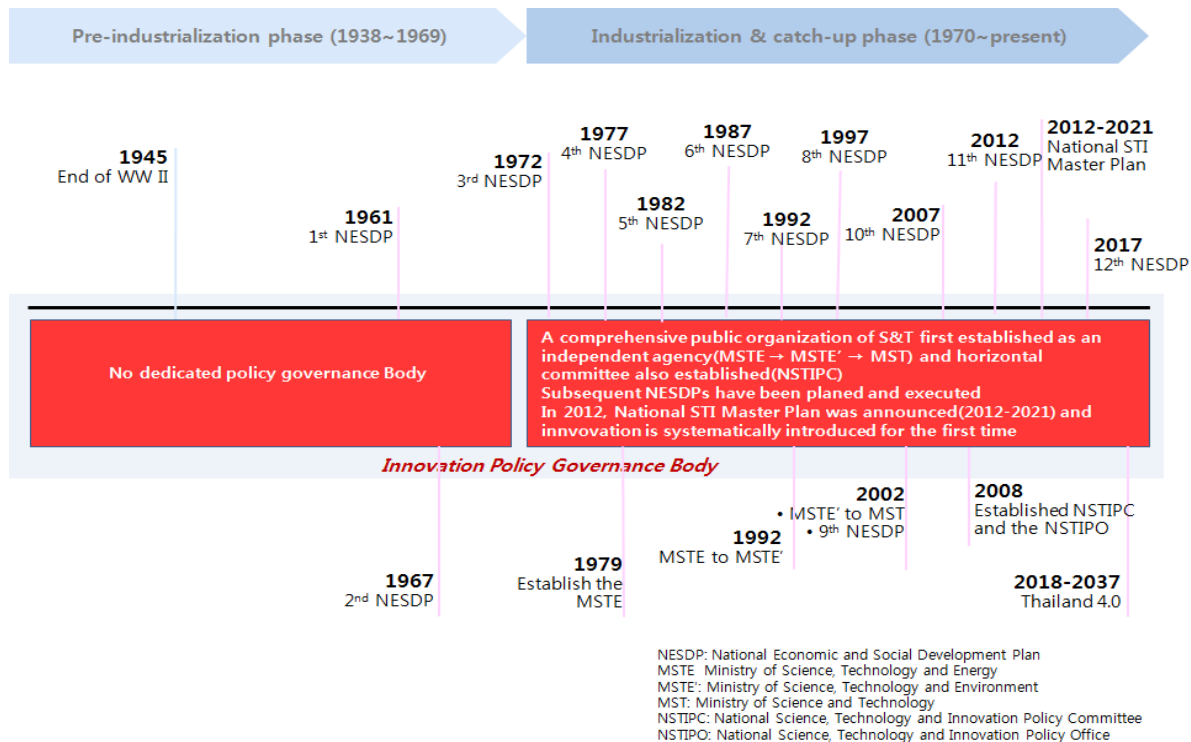 Pre-industrialization phase (1938~1969)
Industrialization & catch-up phase (1970~present)
1945
End of WW II
1961
1st NESDP
1972
3rd NESDP
1977
4th NESDP
1982
5th NESDP
1987
6th NESDP
1992
7th NESDP
1997
8th NESDP
2007
10th NESDP
2012
11th NESDP
2012-2021
National STI
Master Plan
2017
12th NESDP
No dedicated policy governance Body
A comprehensive public organization of S&T first established as an
independent agency(MSTE → MSTE’ → MST) and horizontal
committee also established(NSTIPC)
Subsequent NESDPs have been planed and executed
In 2012, National STI Master Plan was announced(2012-2021) and
innvovation is systematically introduced for the first time
Innovation Policy Governance Body
1967
2nd NESDP
1979
Establish the
MSTE
1992
MSTE to MSTE’
2002
• MSTE’ to MST
• 9th NESDP
2008
Established NSTIPC
and the NSTIPO
2018-2037
Thailand 4.0
NESDP: National Economic and Social Development Plan
MSTE Ministry of Science, Technology and Energy
MSTE’: Ministry of Science, Technology and Environment
MST: Ministry of Science and Technology
NSTIPC: National Science, Technology and Innovation Policy Committee
NSTIPO: National Science, Technology and Innovation Policy Office